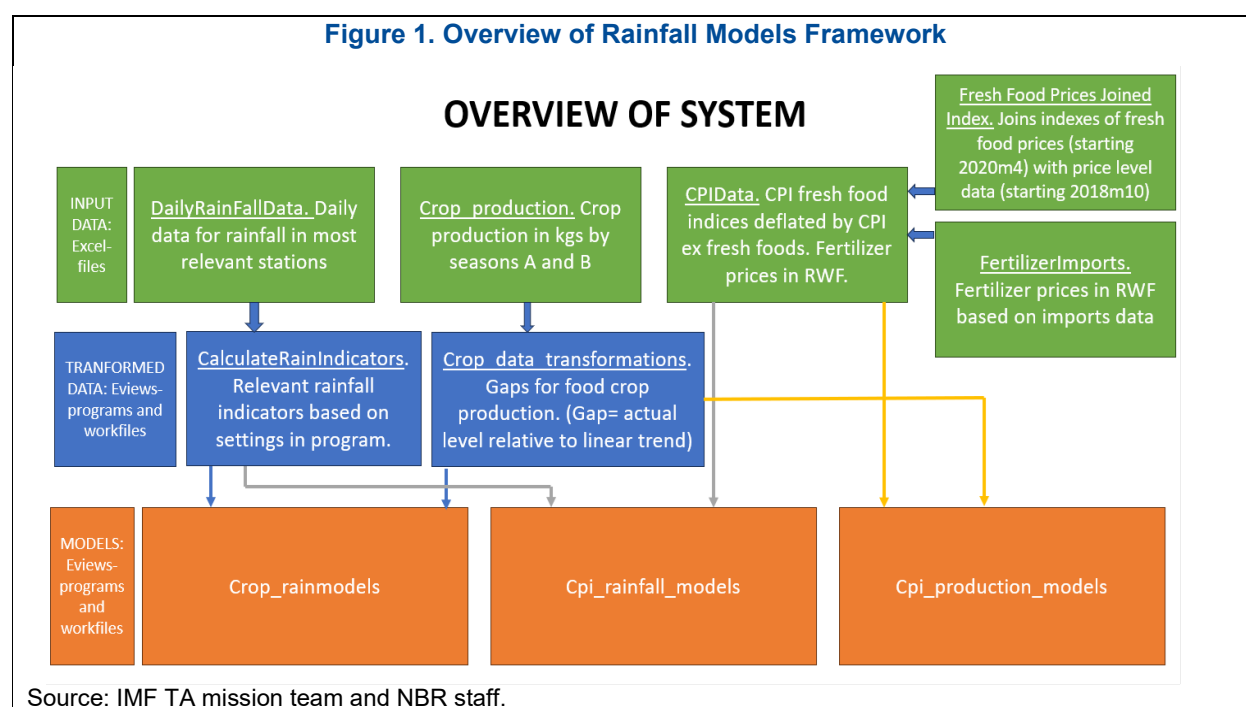 Figure 1. Overview of Rainfall Models Framework
OVERVIEW OF SYSTEM
Fresh Food Prices Joined
Index. Joins indexes of fresh
food prices (starting
2020m4) with price level
data (starting 2018m10)
INPUT
DATA:
Excel-
files
DailyRainFallData. Daily
data for rainfall in most
relevant stations
Crop_production. Crop
production in kgs by
seasons A and B
CPIData. CPI fresh food
indices deflated by CPI
ex fresh foods. Fertilizer
prices in RWF.
FertilizerImports.
Fertilizer prices in RWF
based on imports data
TRANFORMED
DATA: Eviews-
programs and
workfiles
CalculateRainIndicators.
Relevant rainfall
indicators based on
settings in program.
Crop_data_transformations.
Gaps for food crop
production. (Gap= actual
level relative to linear trend)
MODELS:
Eviews-
programs
and
workfiles
Crop_rainmodels
Cpi_rainfall_models
Cpi_production_models
Source: IMF TA mission team and NBR staff.